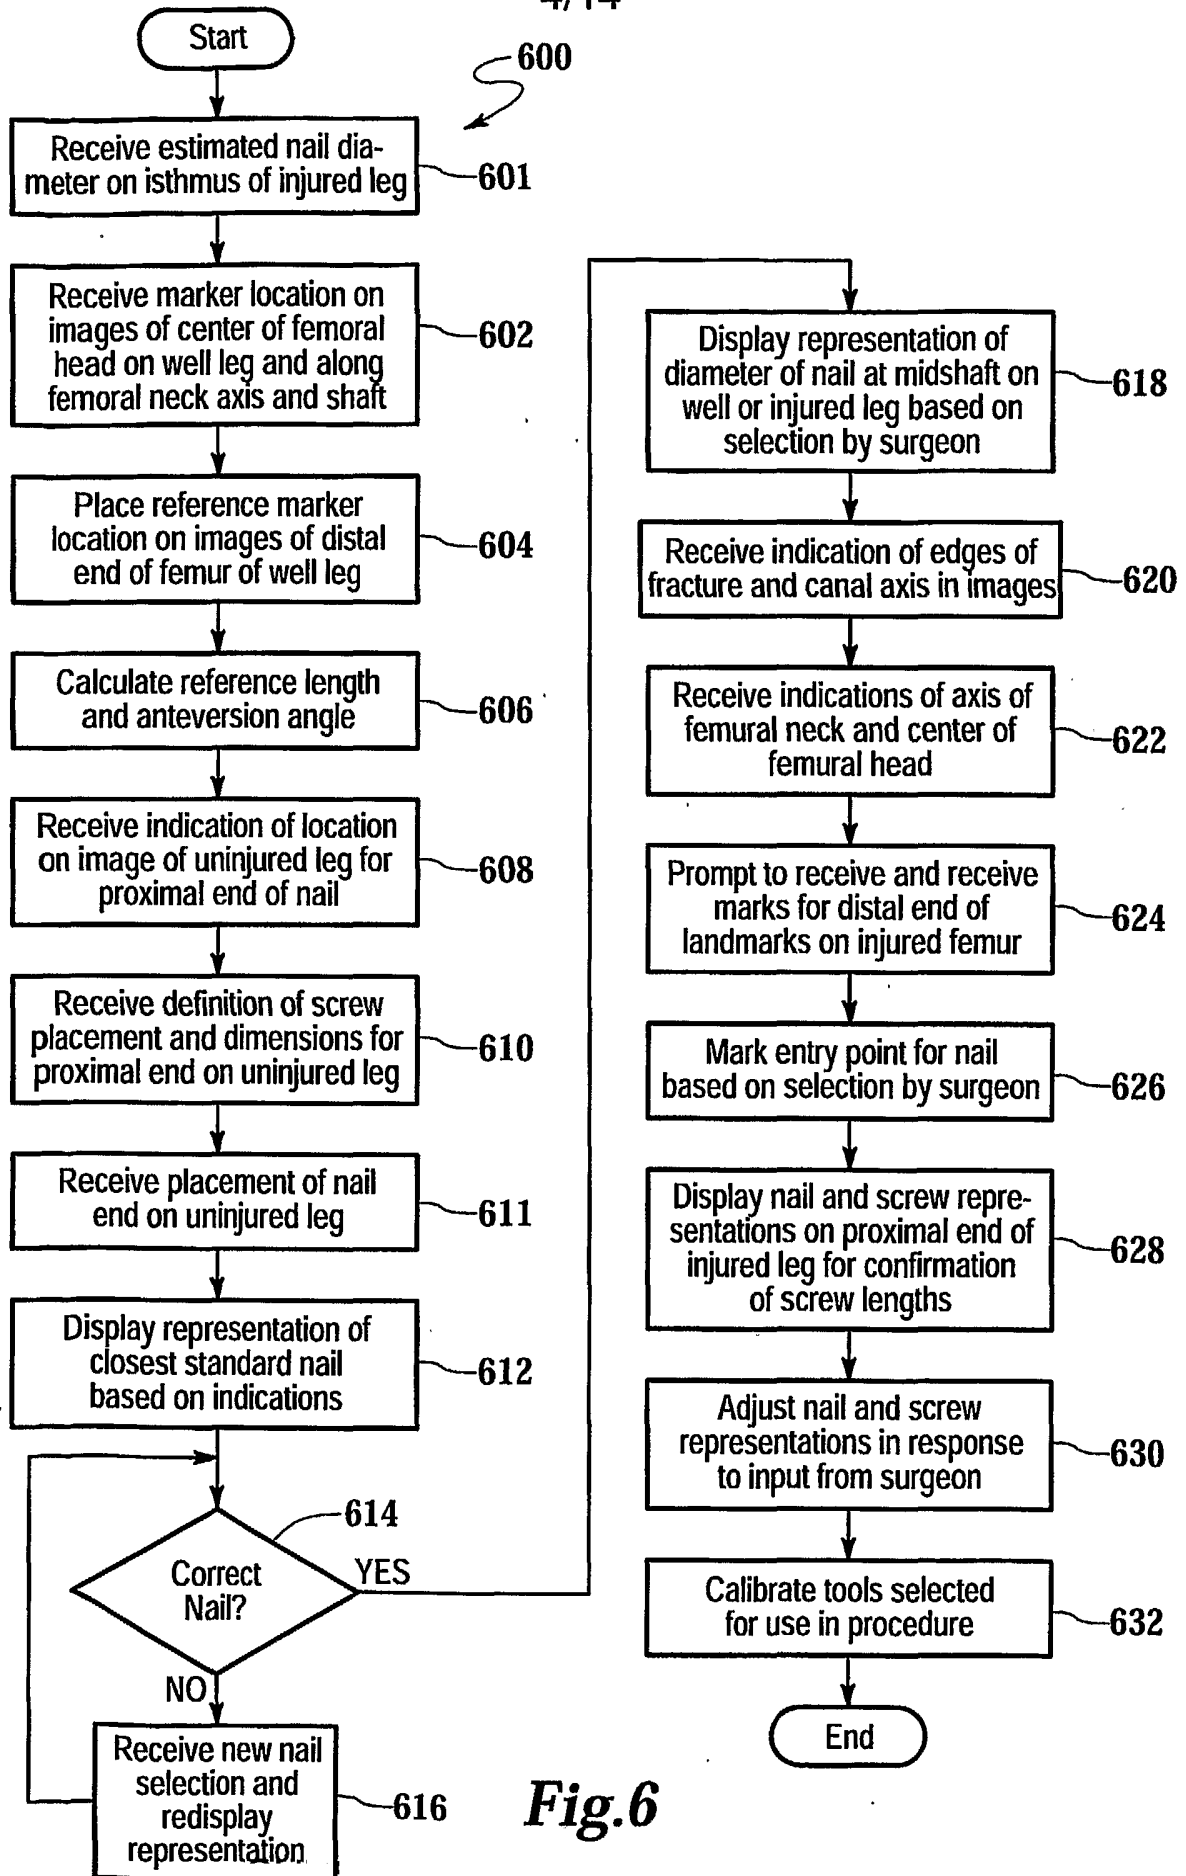 4/14
Start
600
Receive estimated nail dia-
meter on isthmus of injured leg
601
Receive marker location on
images of center of femoral
head on well leg and along
femoral neck axis and shaft
602
Place reference marker
location on images of distal
end of femur of well leg
604
Calculate reference length
and anteversion angle
606
Receive indication of location
on image of uninjured leg for
proximal end of nail
608
Receive definition of screw
placement and dimensions for
proximal end on uninjured leg
610
Receive placement of nail
end on uninjured leg
611
Display representation of
closest standard nail
based on indications
612
614
Correct
Nail?
YES
NO
Receive new nail
selection and
redisplay
representation
616
Display representation of
diameter of nail at midshaft on
well or injured leg based on
selection by surgeon
618
Receive indication of edges of
fracture and canal axis in images
620
Receive indications of axis of
femural neck and center of
femural head
622
Prompt to receive and receive
marks for distal end of
landmarks on injured femur
624
Mark entry point for nail
based on selection by surgeon
626
Display nail and screw repre-
sentations on proximal end of
injured leg for confirmation
of screw lengths
628
Adjust nail and screw
representations in response
to input from surgeon
630
Calibrate tools selected
for use in procedure
632
End
Fig.6